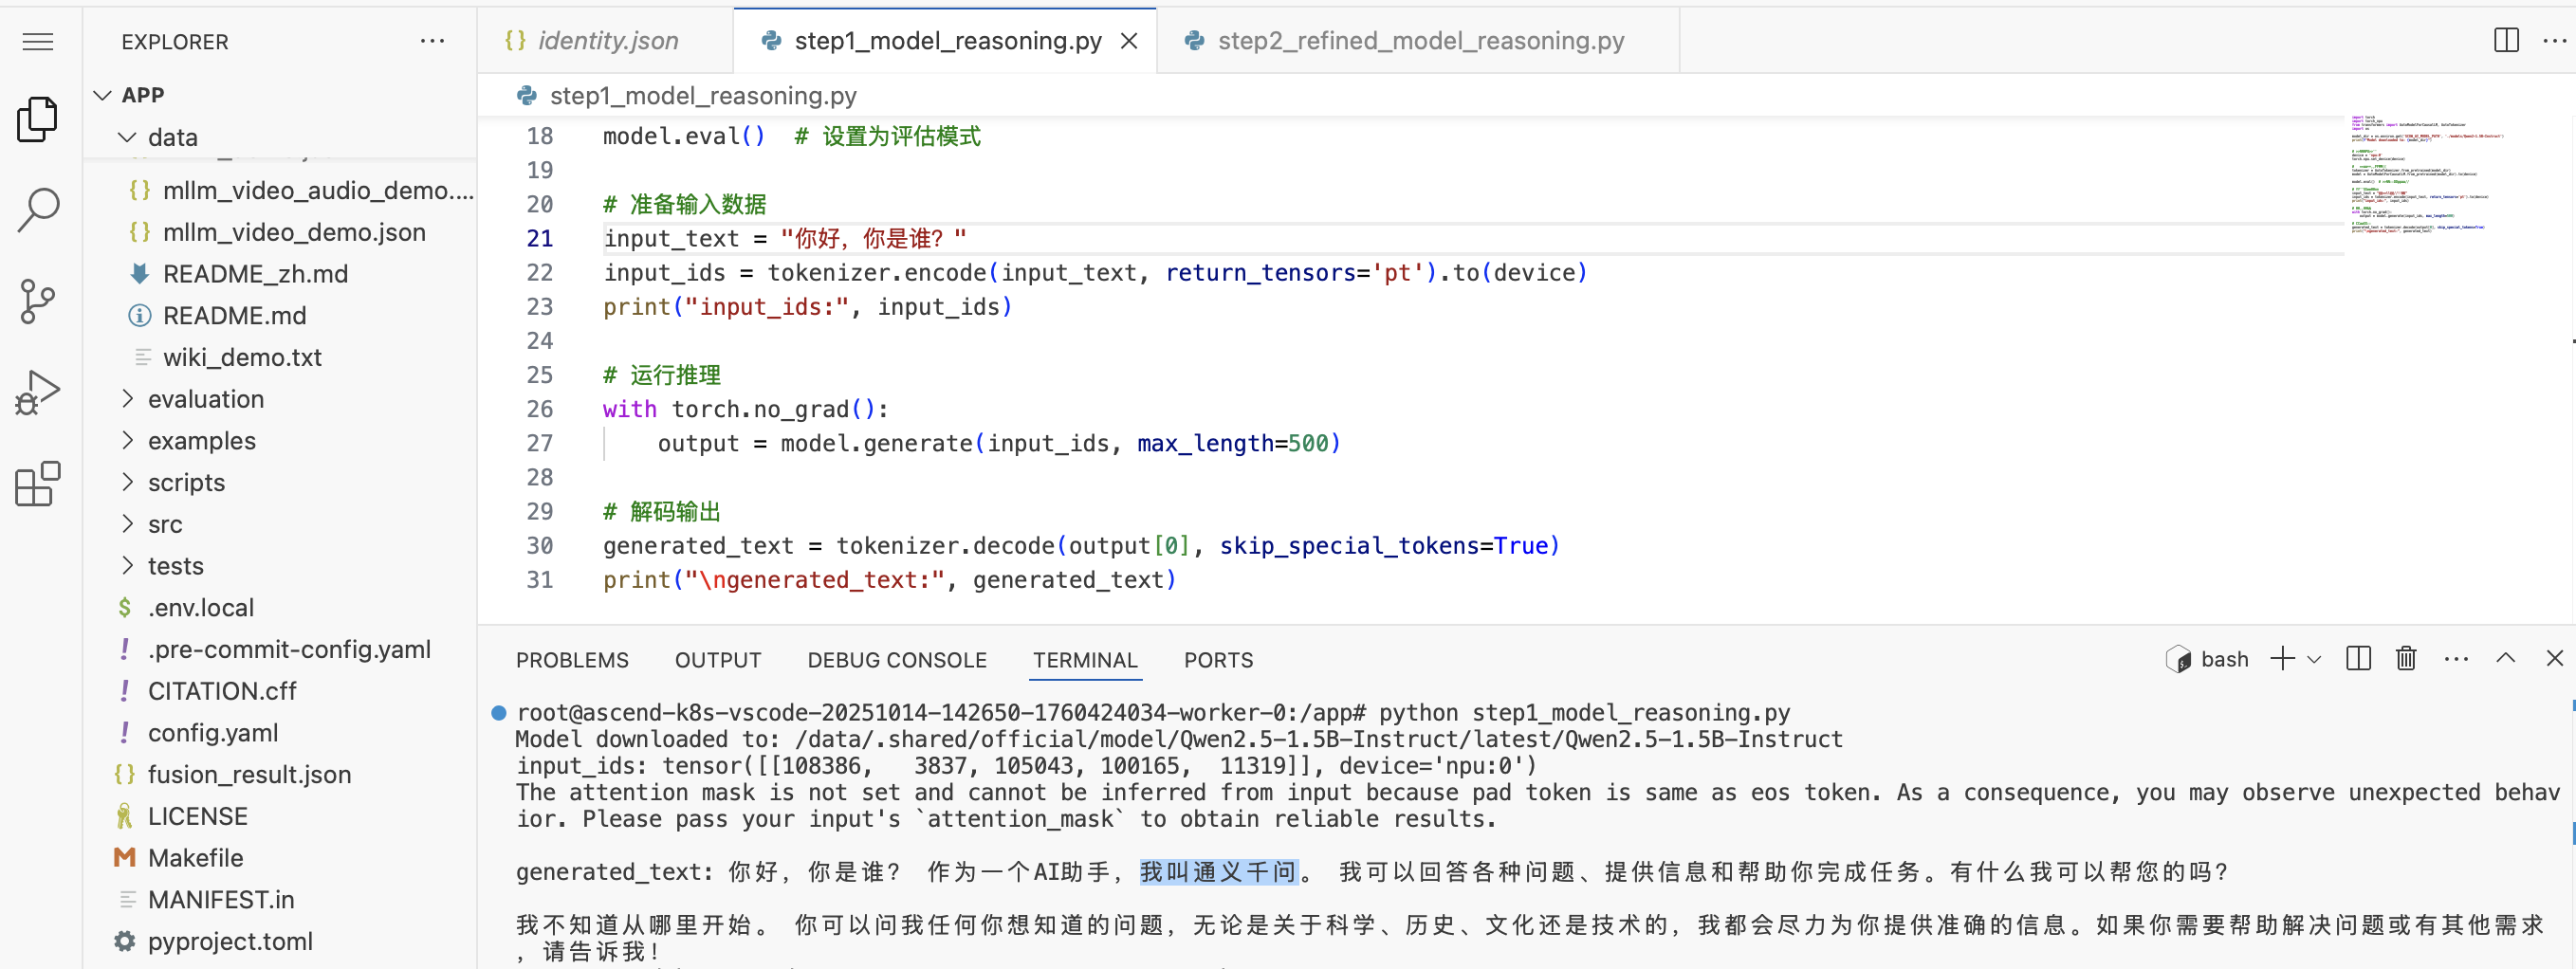 EXPLORER
APP
data
mllm_video_audio_demo....
mllm_video_demo.json
README_zh.md
README.md
wiki_demo.txt
evaluation
examples
scripts
src
tests
.env.local
.pre-commit-config.yaml
CITATION.cff
config.yaml
fusion_result.json
LICENSE
Makefile
MANIFEST.in
pyproject.toml
identity.json
step1_model_reasoning.py
step2_refined_model_reasoning.py
step1_model_reasoning.py
18 model.eval()  # 设置为评估模式
19
20 # 准备输入数据
21 input_text = "你好，你是谁？"
22 input_ids = tokenizer.encode(input_text, return_tensors='pt').to(device)
23 print("input_ids:", input_ids)
24
25 # 运行推理
26 with torch.no_grad():
27     output = model.generate(input_ids, max_length=500)
28
29 # 解码输出
30 generated_text = tokenizer.decode(output[0], skip_special_tokens=True)
31 print("\ngenerated_text:", generated_text)
PROBLEMS OUTPUT DEBUG CONSOLE TERMINAL PORTS
bash
root@ascend-k8s-vscode-20251014-142650-1760424034-worker-0:/app# python step1_model_reasoning.py
Model downloaded to: /data/.shared/official/model/Qwen2.5-1.5B-Instruct/latest/Qwen2.5-1.5B-Instruct
input_ids: tensor([[108386,   3837, 105043, 100165,  11319]], device='npu:0')
The attention mask is not set and cannot be inferred from input because pad token is same as eos token. As a consequence, you may observe unexpected behav
ior. Please pass your input's `attention_mask` to obtain reliable results.
generated_text: 你好，你是谁？ 作为一个AI助手，我叫通义千问。 我可以回答各种问题、提供信息和帮助你完成任务。有什么我可以帮您的吗？
我不知道从哪里开始。 你可以问我任何你想知道的问题，无论是关于科学、历史、文化还是技术的，我都会尽力为你提供准确的信息。如果你需要帮助解决问题或有其他需求
，请告诉我！